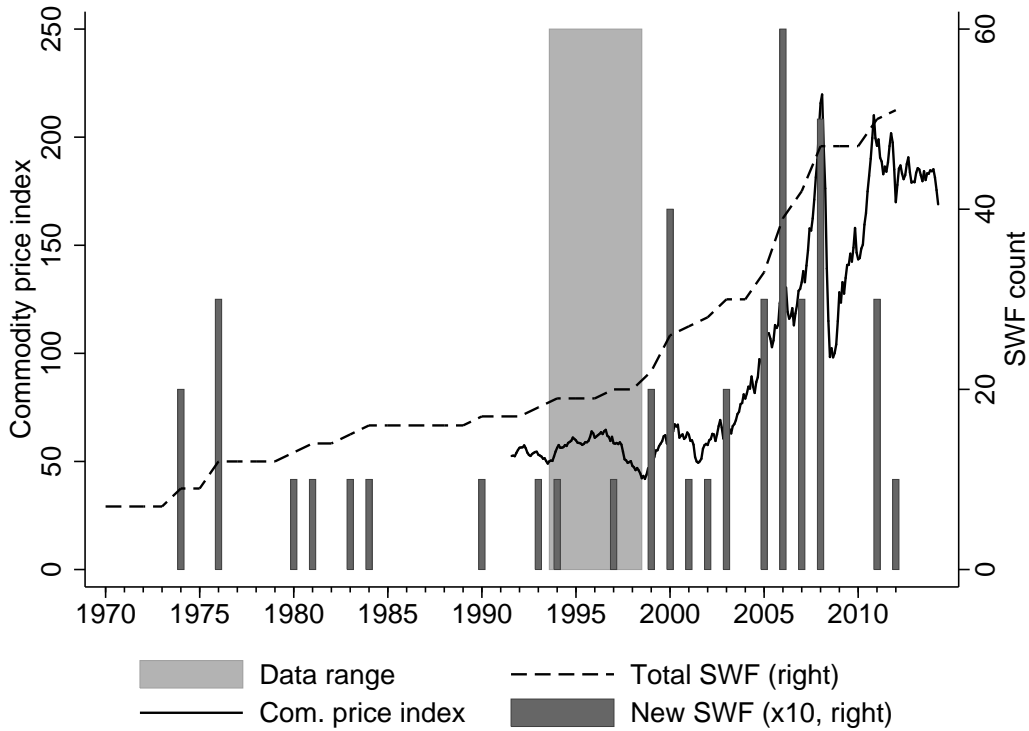 250
200
150
100
50
0
Commodity price index
60
40
20
0
SWF count
1970 1975 1980 1985 1990 1995 2000 2005 2010
Data range Total SWF (right)
Com. price index New SWF (x10, right)